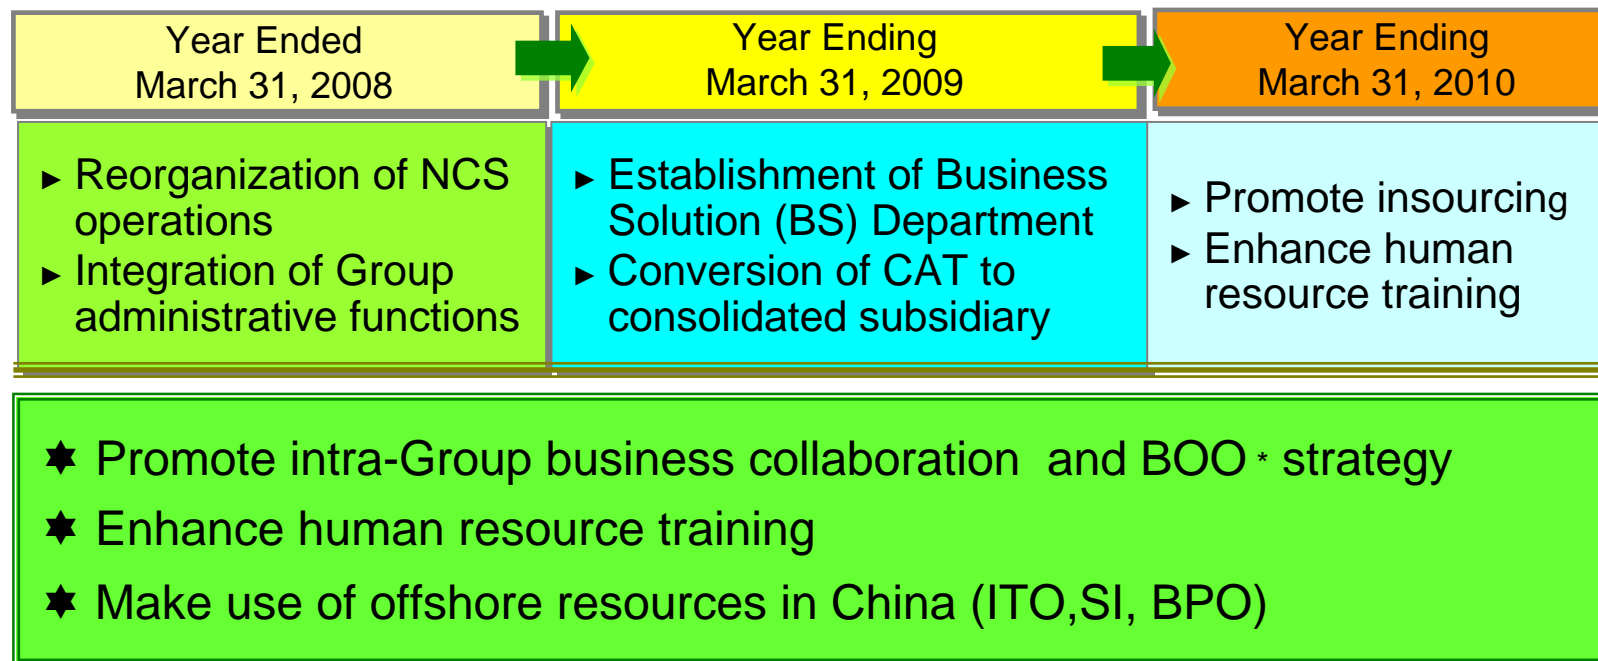 Year Ended
March 31, 2008
Year Ending
March 31, 2009
Year Ending
March 31, 2010
► Reorganization of NCS
operations
► Integration of Group
administrative functions
► Establishment of Business
Solution (BS) Department
► Conversion of CAT to
consolidated subsidiary
► Promote insourcing
► Enhance human
resource training
✶ Promote intra-Group business collaboration and BOO * strategy
✶ Enhance human resource training
✶ Make use of offshore resources in China (ITO,SI, BPO)